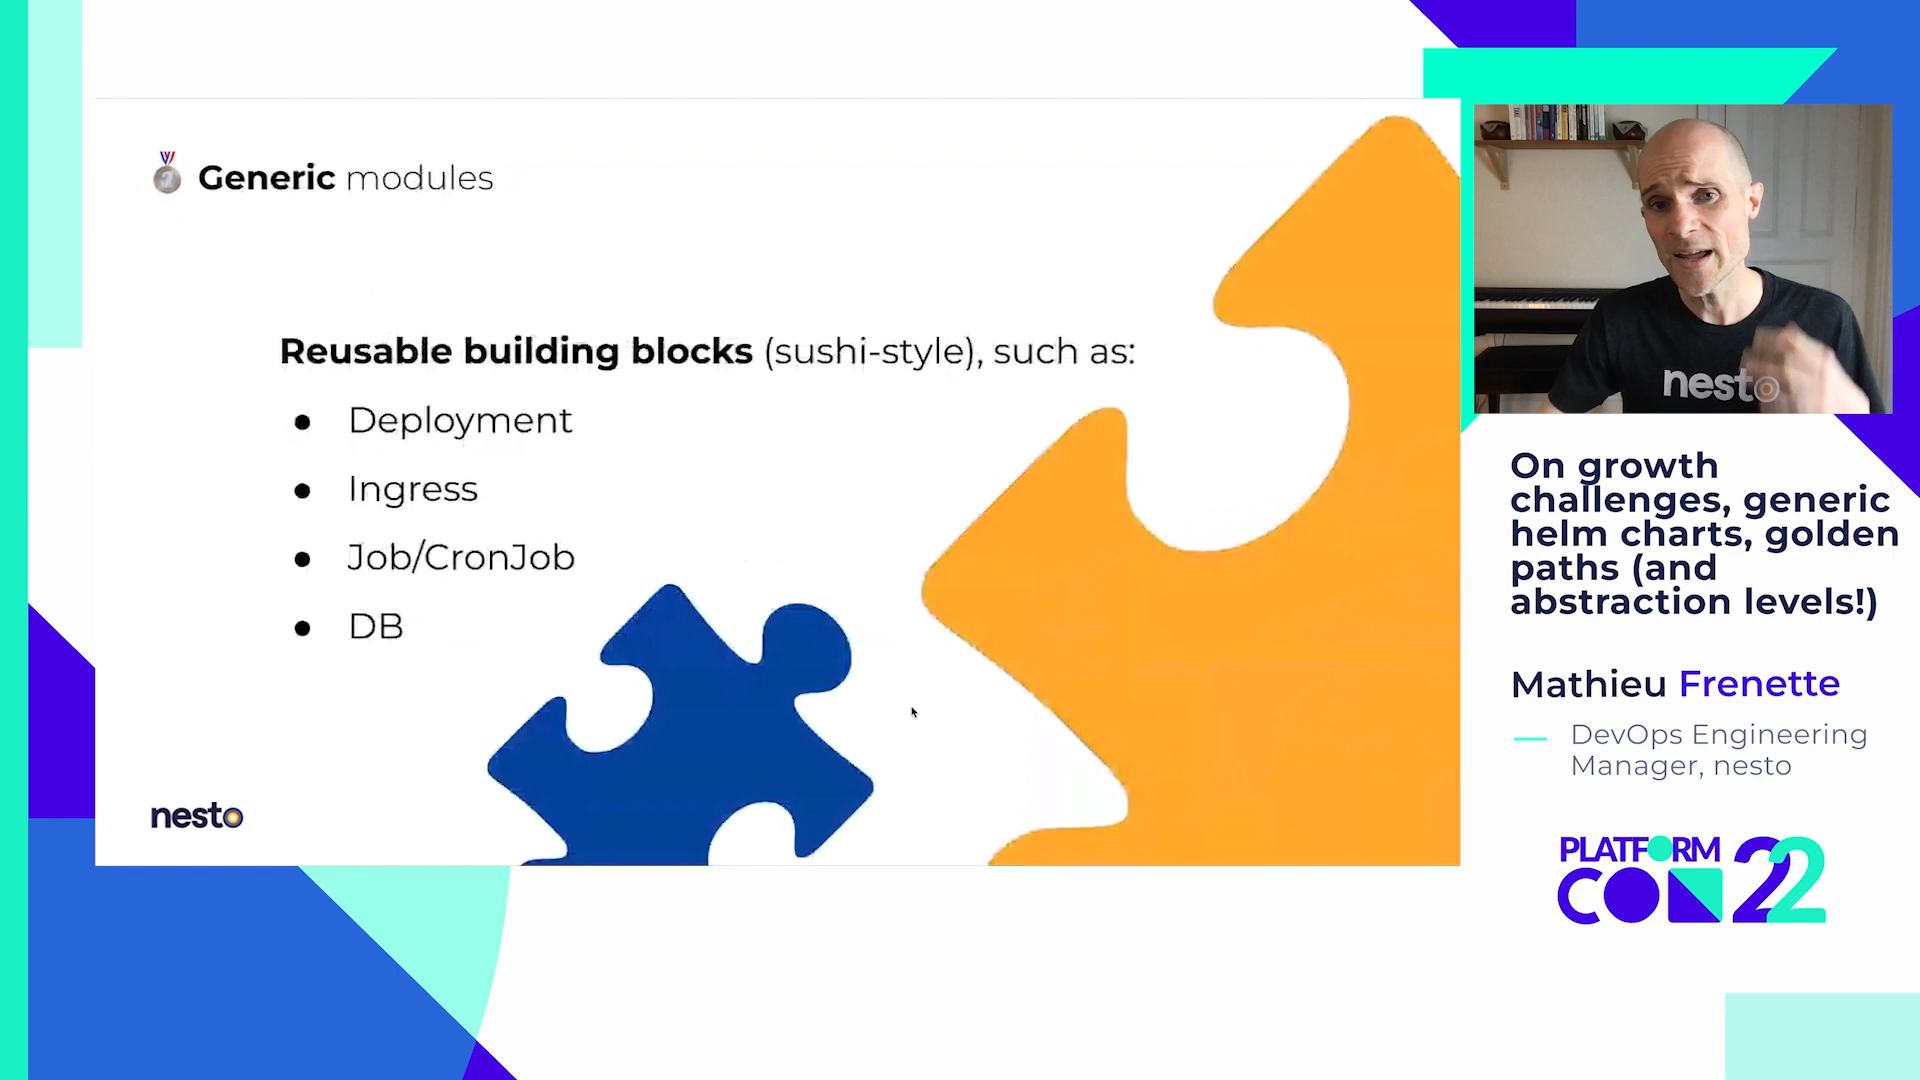 Generic modules
Reusable building blocks (sushi-style), such as:
● Deployment
● Ingress
● Job/CronJob
● DB
nesto
nesto
On growth
challenges, generic
helm charts, golden
paths (and
abstraction levels!)
Mathieu Frenette
DevOps Engineering
Manager, nesto
PLATFORM
CON 22